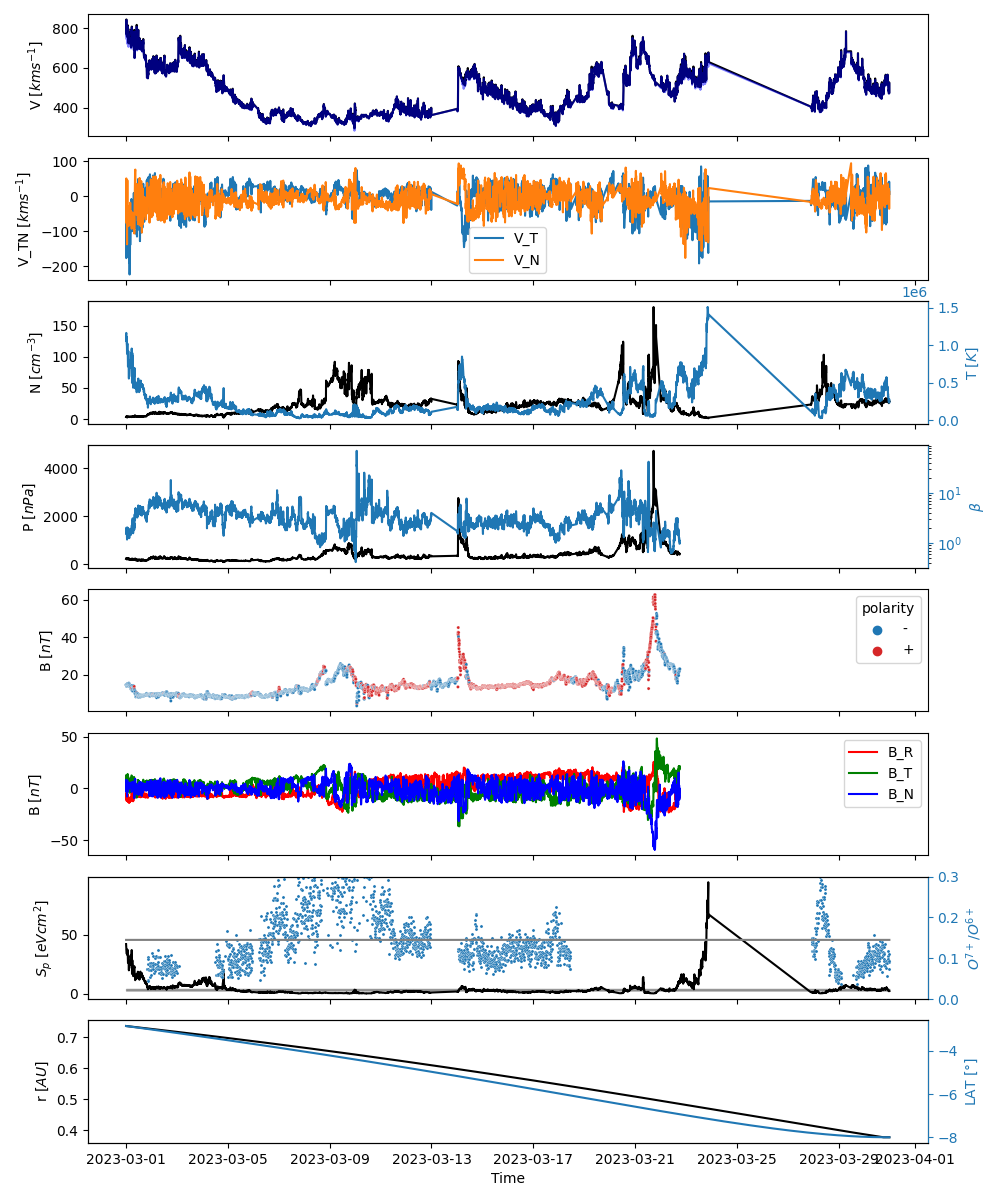 800
600
400
V [kms⁻¹]
100
0
−100
−200
V_TN [kms⁻¹]
V_T
V_N
1e6
150
100
50
0
N [cm⁻³]
1.5
1.0
0.5
0.0
T [K]
4000
2000
0
P [nPa]
10¹
10⁰
β
60
40
20
B [nT]
polarity
-
+
50
0
−50
B [nT]
B_R
B_T
B_N
50
0
Sₚ [eVcm²]
0.3
0.2
0.1
0.0
O⁷⁺/O⁶⁺
0.7
0.6
0.5
0.4
r [AU]
−4
−6
−8
LAT [°]
2023-03-01 2023-03-05 2023-03-09 2023-03-13 2023-03-17 2023-03-21 2023-03-25 2023-03-29 2023-04-01
Time